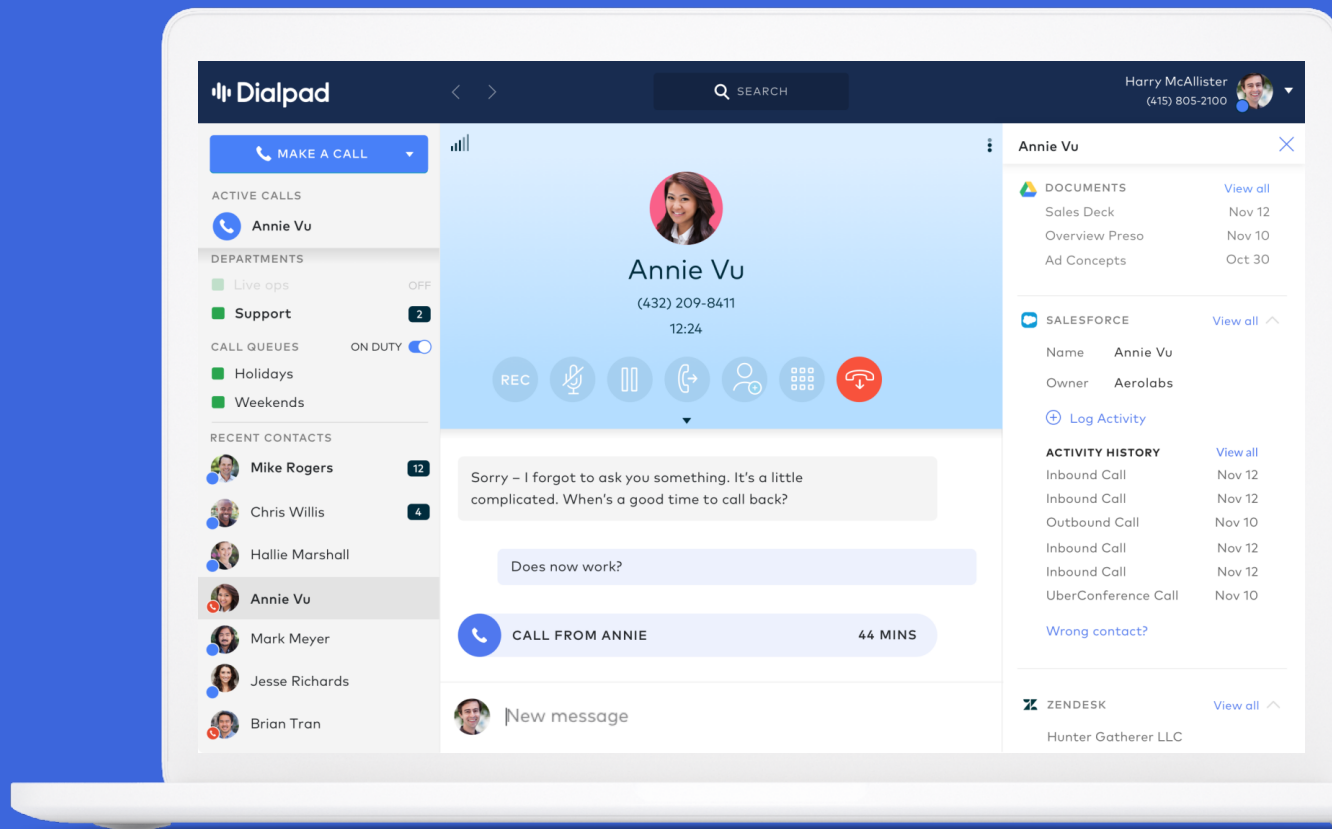 Dialpad
SEARCH
Harry McAllister
(415) 805-2100
MAKE A CALL
ACTIVE CALLS
Annie Vu
DEPARTMENTS
Live ops OFF
Support 2
CALL QUEUES ON DUTY
Holidays
Weekends
RECENT CONTACTS
Mike Rogers 12
Chris Willis 4
Hallie Marshall
Annie Vu
Mark Meyer
Jesse Richards
Brian Tran
Annie Vu
(432) 209-8411
12:24
REC
Sorry – I forgot to ask you something. It's a little
complicated. When's a good time to call back?
Does now work?
CALL FROM ANNIE 44 MINS
New message
Annie Vu
DOCUMENTS View all
Sales Deck Nov 12
Overview Preso Nov 10
Ad Concepts Oct 30
SALESFORCE View all
Name Annie Vu
Owner Aerolabs
Log Activity
ACTIVITY HISTORY View all
Inbound Call Nov 12
Inbound Call Nov 12
Outbound Call Nov 10
Inbound Call Nov 12
Inbound Call Nov 12
UberConference Call Nov 10
Wrong contact?
ZENDESK View all
Hunter Gatherer LLC